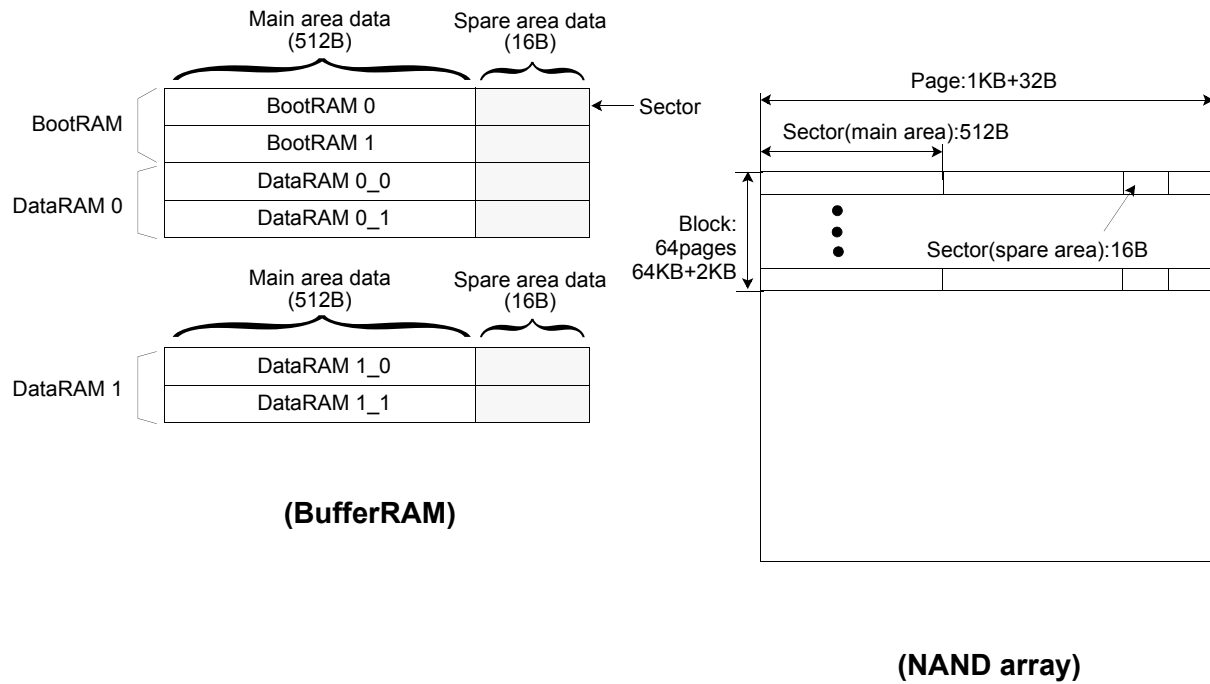 Main area data
(512B)
Spare area data
(16B)
BootRAM
BootRAM 0
Sector
BootRAM 1
DataRAM 0
DataRAM 0_0
DataRAM 0_1
Main area data
(512B)
Spare area data
(16B)
DataRAM 1
DataRAM 1_0
DataRAM 1_1
(BufferRAM)
Page:1KB+32B
Sector(main area):512B
Block:
64pages
64KB+2KB
Sector(spare area):16B
(NAND array)